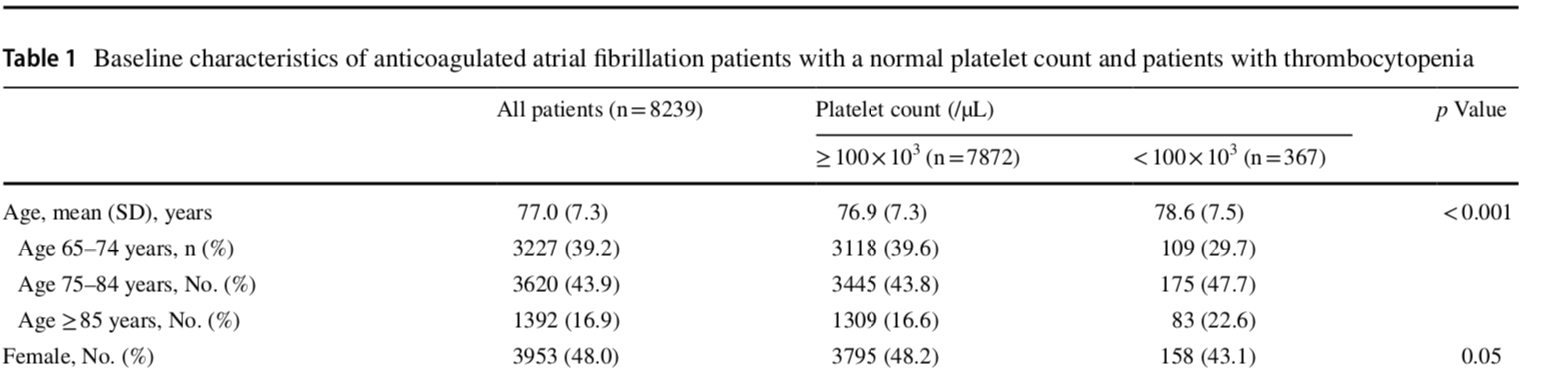 Table 1 Baseline characteristics of anticoagulated atrial fibrillation patients with a normal platelet count and patients with thrombocytopenia
All patients (n=8239) Platelet count (/μL) p Value
≥ 100 × 10³ (n=7872) < 100 × 10³ (n=367)
Age, mean (SD), years 77.0 (7.3) 76.9 (7.3) 78.6 (7.5) <0.001
Age 65–74 years, n (%) 3227 (39.2) 3118 (39.6) 109 (29.7)
Age 75–84 years, No. (%) 3620 (43.9) 3445 (43.8) 175 (47.7)
Age ≥85 years, No. (%) 1392 (16.9) 1309 (16.6) 83 (22.6)
Female, No. (%) 3953 (48.0) 3795 (48.2) 158 (43.1) 0.05